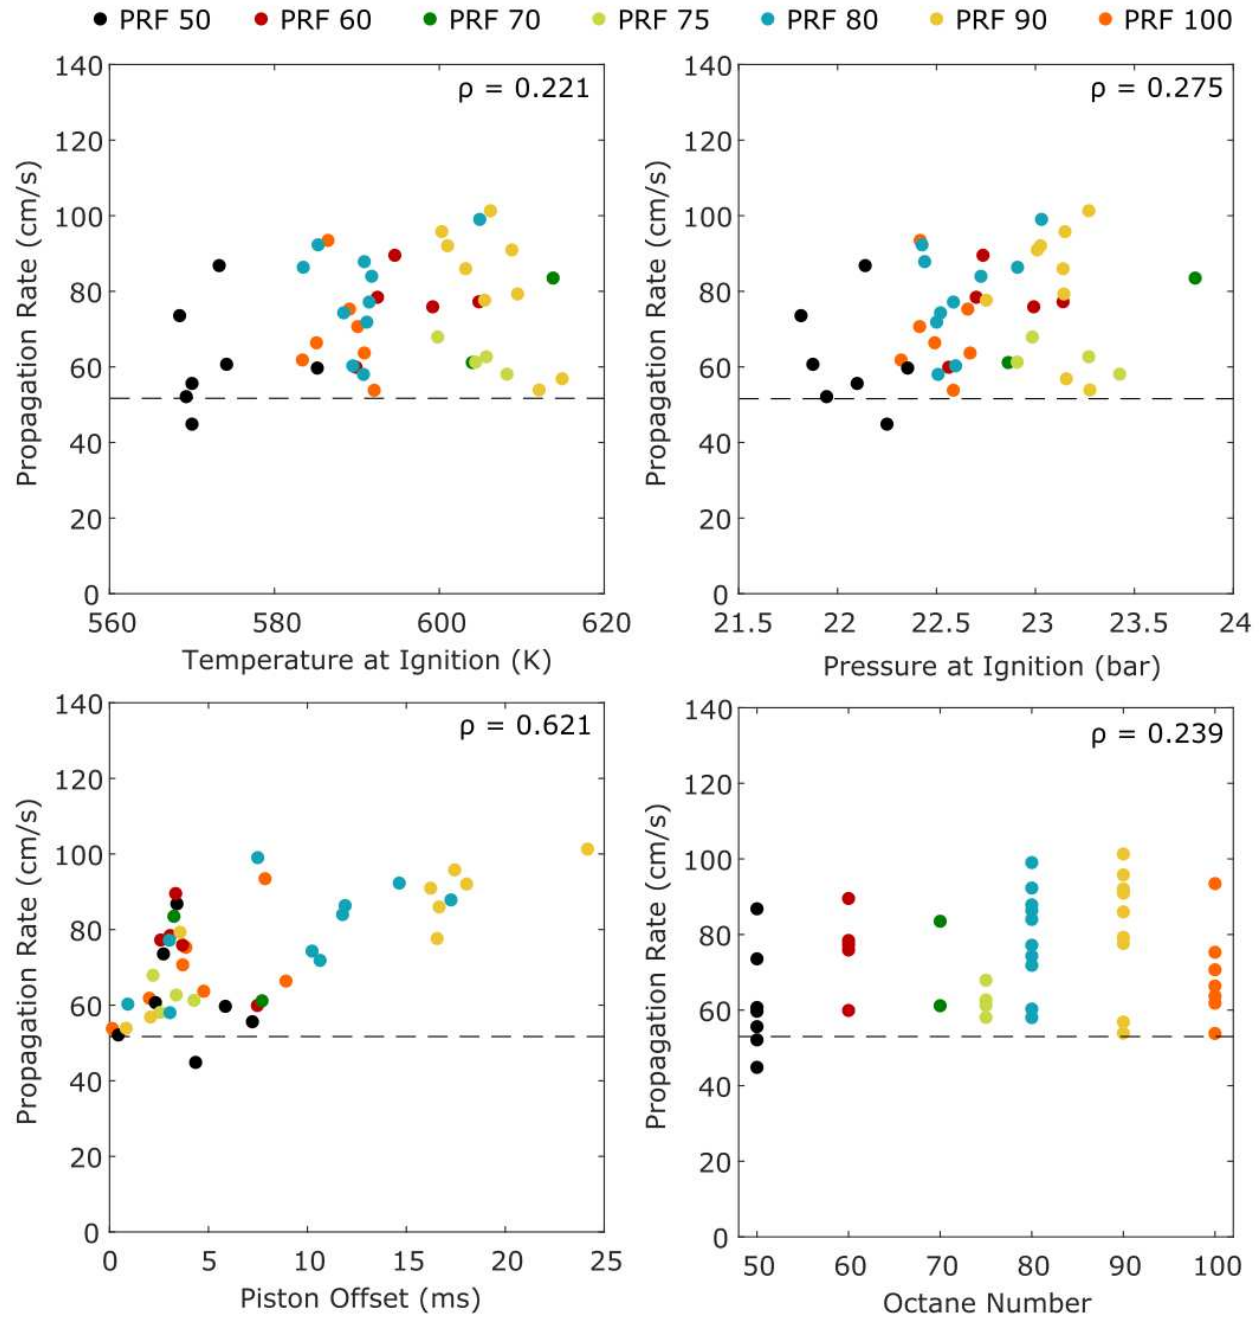 PRF 50 PRF 60 PRF 70 PRF 75 PRF 80 PRF 90 PRF 100
140
120
100
80
60
40
20
0
Propagation Rate (cm/s)
ρ = 0.221
560 580 600 620
Temperature at Ignition (K)
140
120
100
80
60
40
20
0
Propagation Rate (cm/s)
ρ = 0.275
21.5 22 22.5 23 23.5 24
Pressure at Ignition (bar)
140
120
100
80
60
40
20
0
Propagation Rate (cm/s)
ρ = 0.621
0 5 10 15 20 25
Piston Offset (ms)
140
120
100
80
60
40
20
0
Propagation Rate (cm/s)
ρ = 0.239
50 60 70 80 90 100
Octane Number